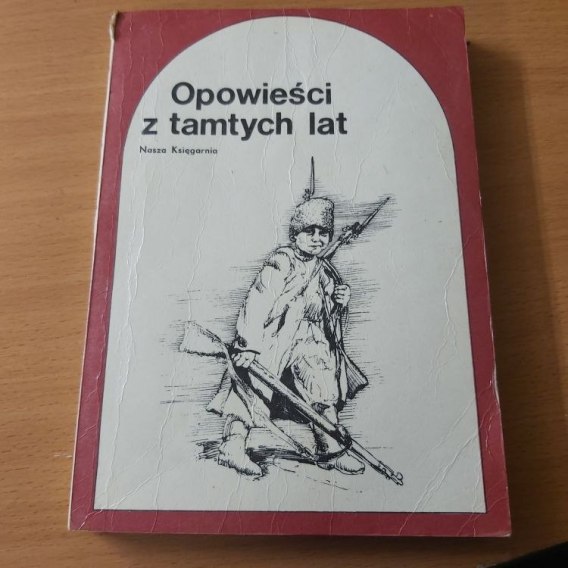 Opowieści
z tamtych lat
Nasza Księgarnia